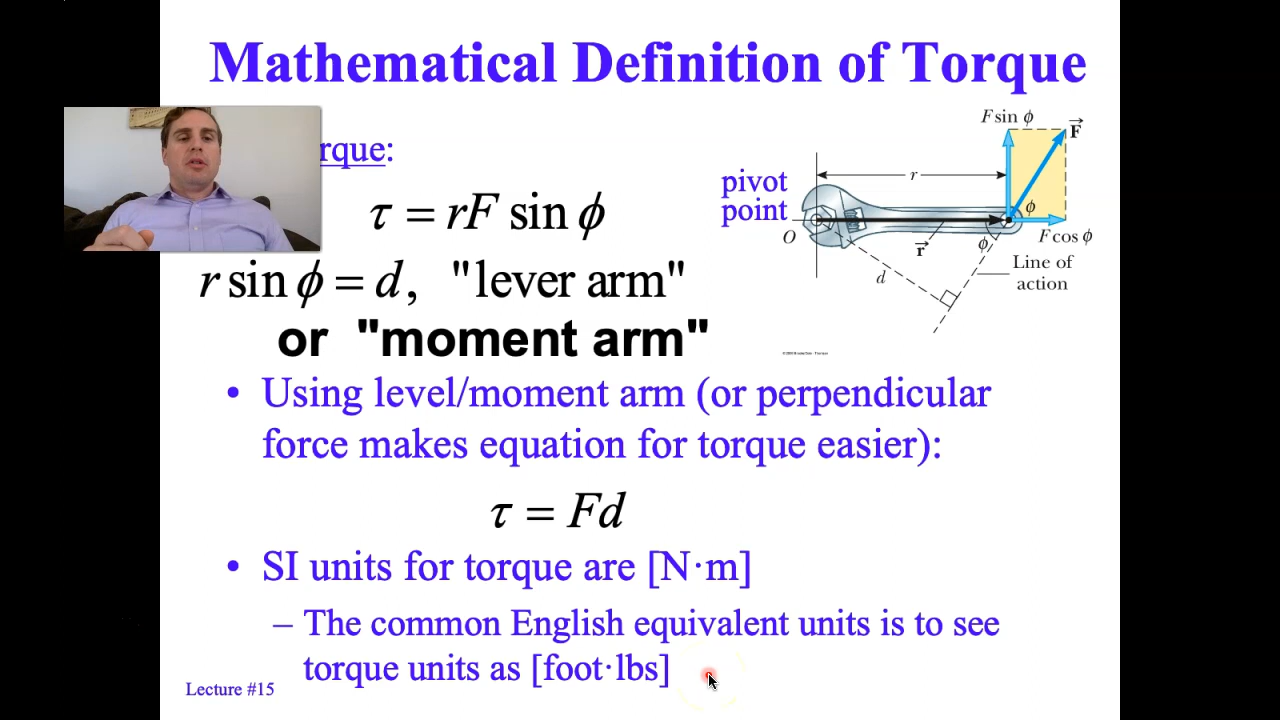 Mathematical Definition of Torque
rque:
τ = rF sin ϕ
r sin ϕ = d, "lever arm"
or "moment arm"
pivot
point
F sin ϕ
F
r
ϕ
O
r
ϕ
F cos ϕ
d
Line of
action
• Using level/moment arm (or perpendicular
force makes equation for torque easier):
τ = Fd
• SI units for torque are [N·m]
– The common English equivalent units is to see
torque units as [foot·lbs]
Lecture #15